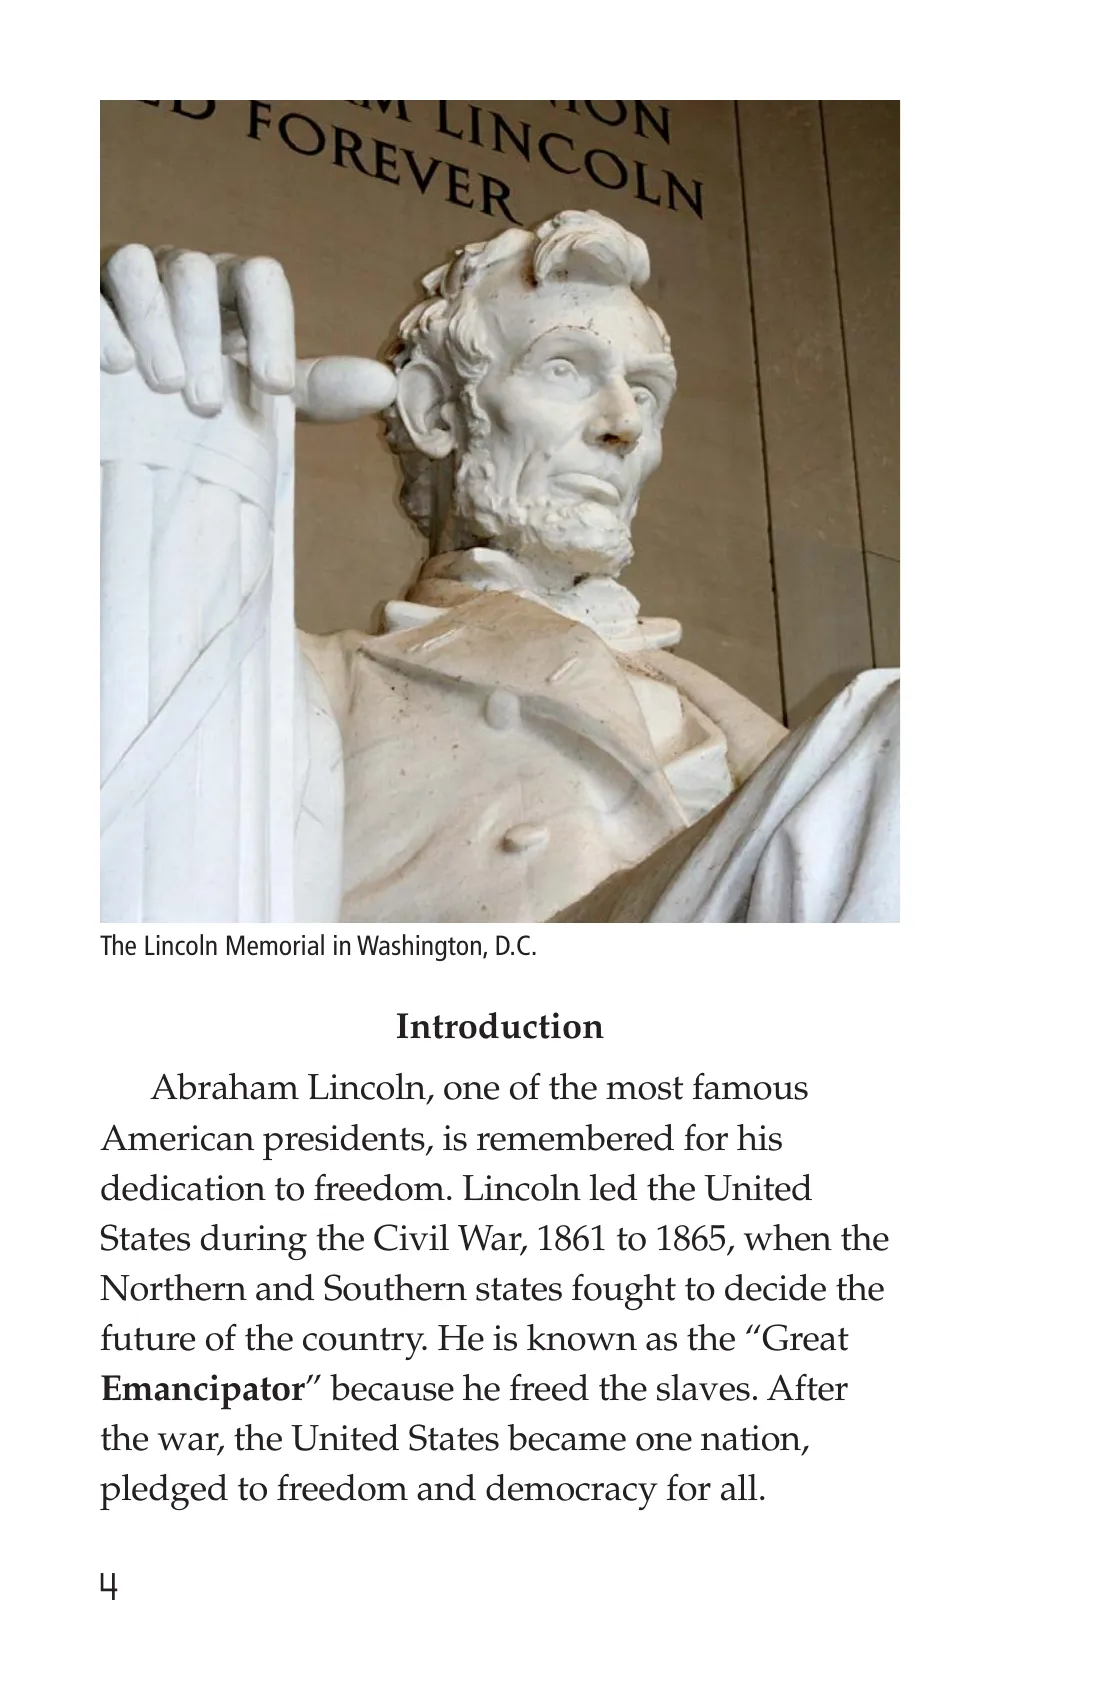 ION
M LINCOLN
ED FOREVER
The Lincoln Memorial in Washington, D.C.
Introduction
Abraham Lincoln, one of the most famous
American presidents, is remembered for his
dedication to freedom. Lincoln led the United
States during the Civil War, 1861 to 1865, when the
Northern and Southern states fought to decide the
future of the country. He is known as the “Great
Emancipator” because he freed the slaves. After
the war, the United States became one nation,
pledged to freedom and democracy for all.
4